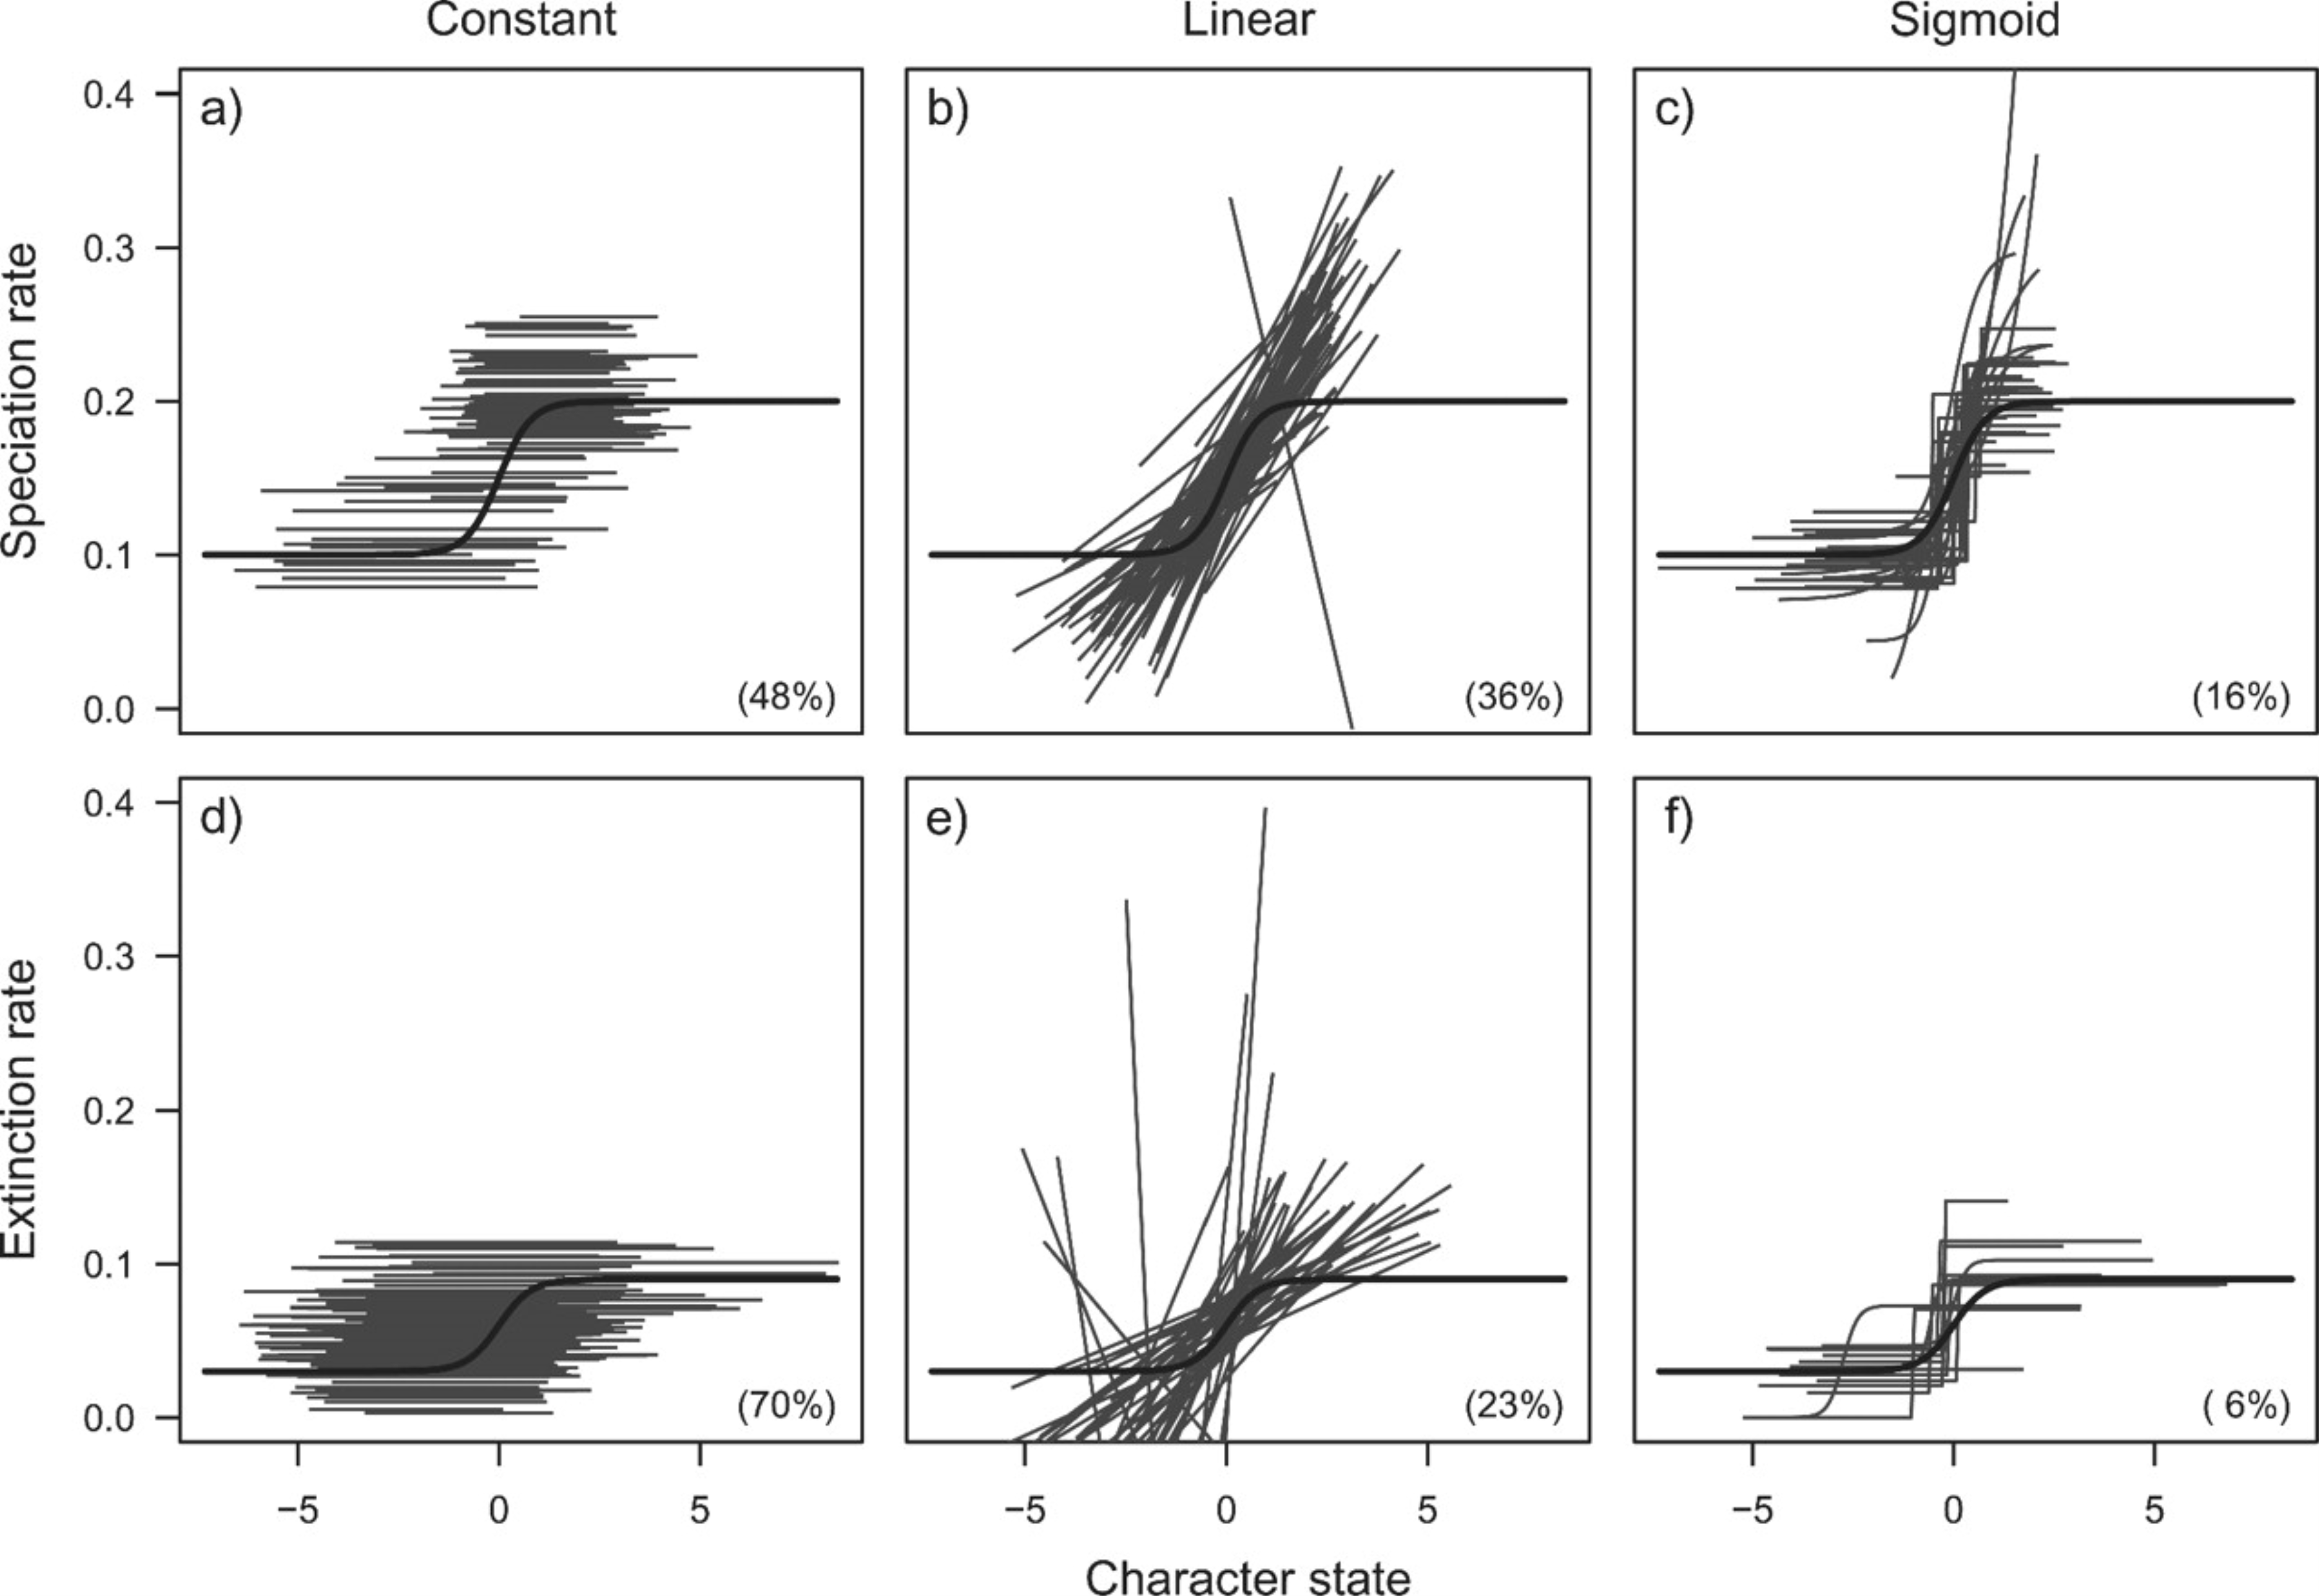 Constant Linear Sigmoid
a) b) c)
0.4
0.3
0.2
0.1
0.0
Speciation rate
(48%) (36%) (16%)
d) e) f)
0.4
0.3
0.2
0.1
0.0
Extinction rate
(70%) (23%) ( 6%)
−5 0 5 −5 0 5 −5 0 5
Character state